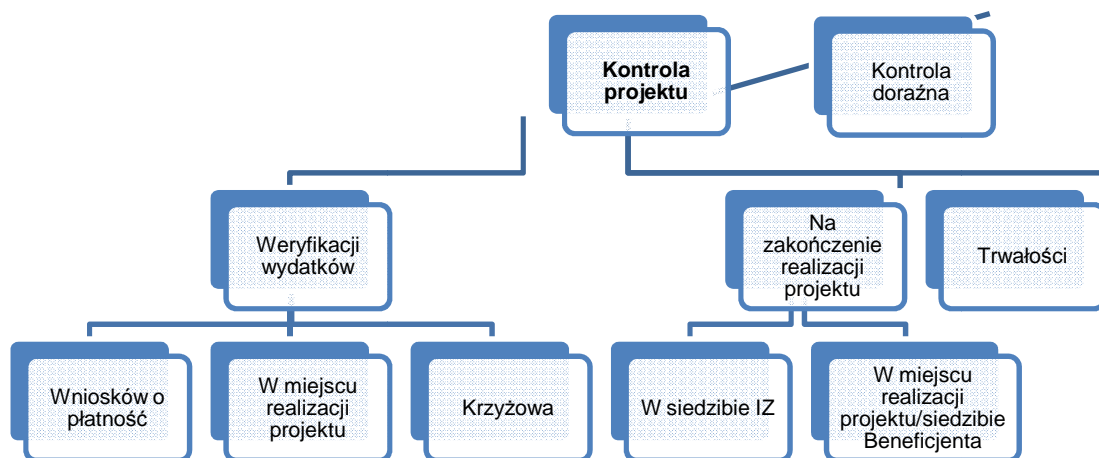 Kontrola
projektu
Kontrola
doraźna
Weryfikacji
wydatków
Na
zakończenie
realizacji
projektu
Trwałości
Wniosków o
płatność
W miejscu
realizacji
projektu
Krzyżowa
W siedzibie IZ
W miejscu
realizacji
projektu/siedzibie
Beneficjenta